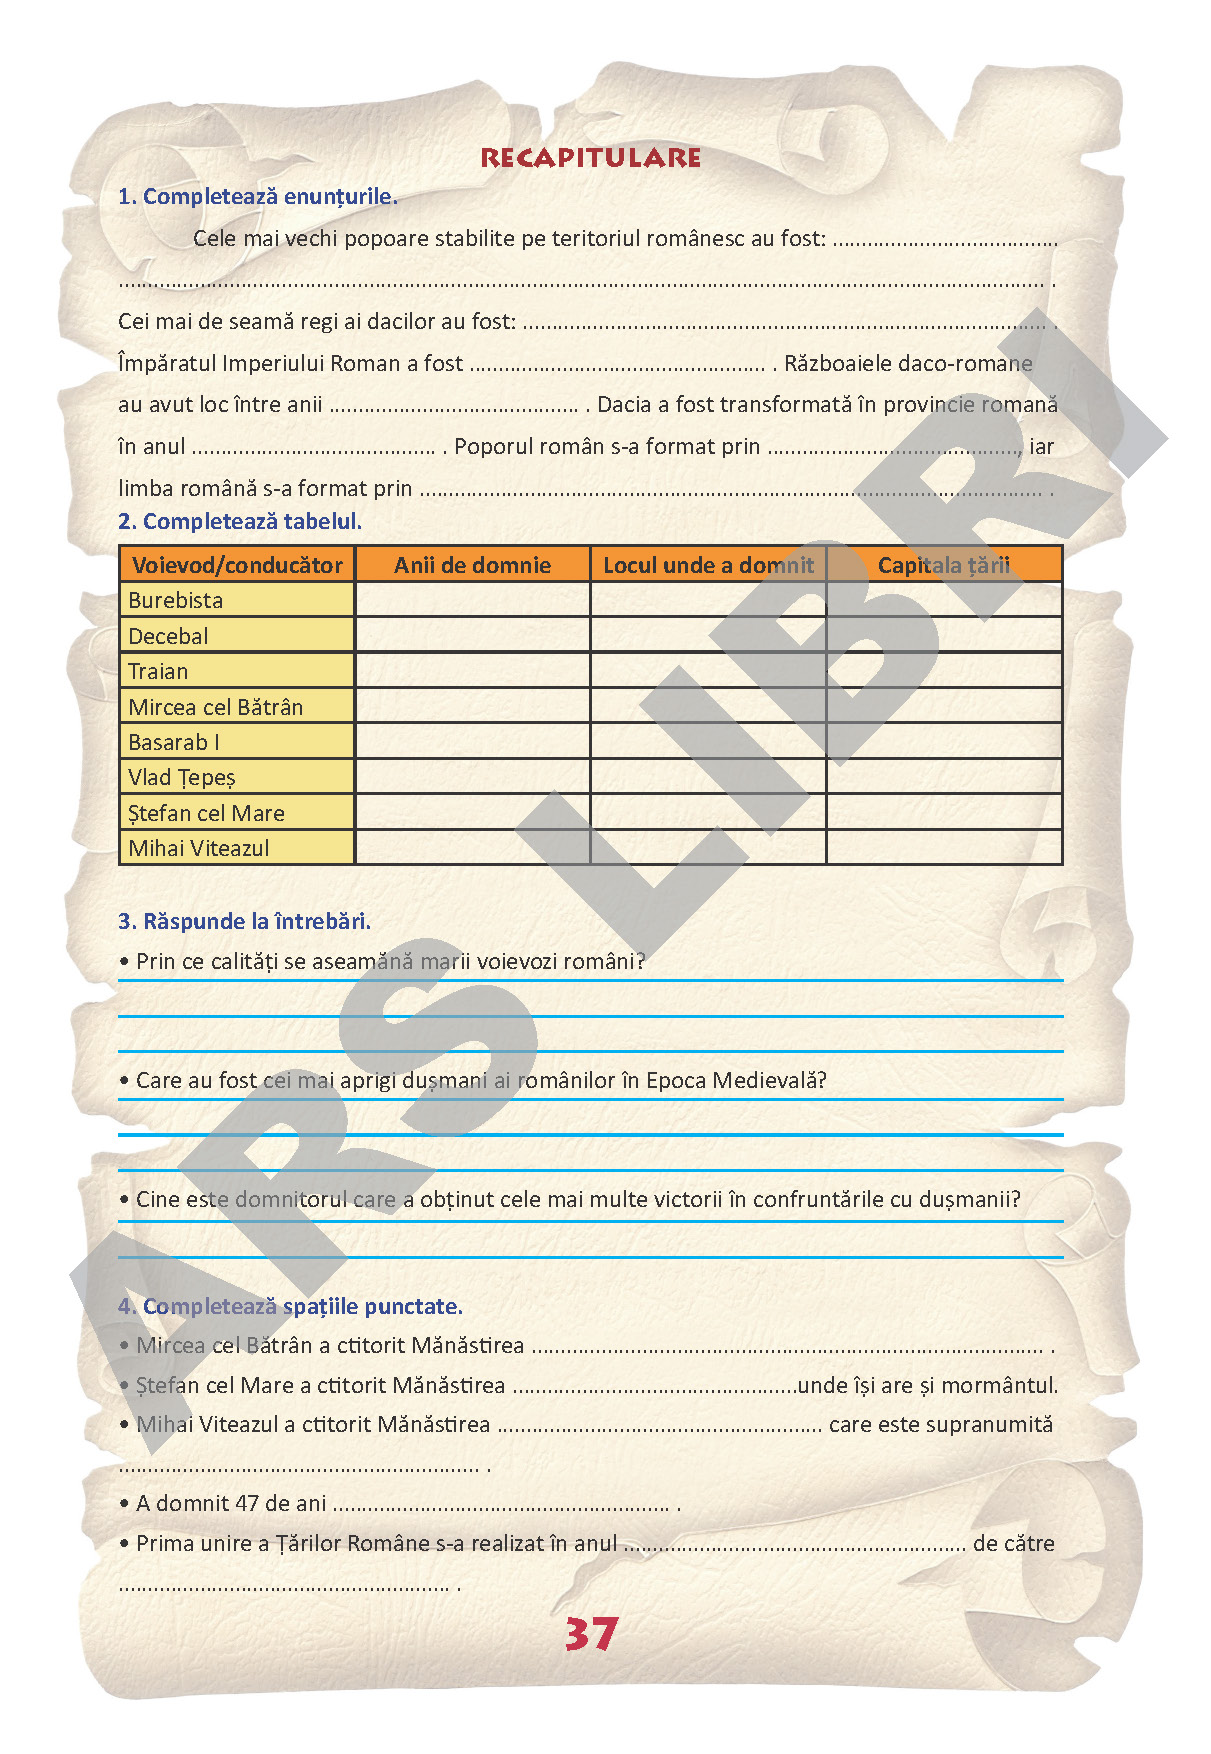 RECAPITULARE
1. Completează enunțurile.
Cele mai vechi popoare stabilite pe teritoriul românesc au fost: .......................................
................................................................................................................................................................ .
Cei mai de seamă regi ai dacilor au fost: .......................................................................................... .
Împăratul Imperiului Roman a fost ................................................... . Războaiele daco-romane
au avut loc între anii ........................................... . Dacia a fost transformată în provincie romană
în anul .......................................... . Poporul român s-a format prin ..........................................., iar
limba română s-a format prin ........................................................................................................... .
2. Completează tabelul.
Voievod/conducător Anii de domnie Locul unde a domnit Capitala țării
Burebista
Decebal
Traian
Mircea cel Bătrân
Basarab I
Vlad Țepeș
Ștefan cel Mare
Mihai Viteazul
3. Răspunde la întrebări.
• Prin ce calități se aseamănă marii voievozi români?
• Care au fost cei mai aprigi dușmani ai românilor în Epoca Medievală?
• Cine este domnitorul care a obținut cele mai multe victorii în confruntările cu dușmanii?
4. Completează spațiile punctate.
• Mircea cel Bătrân a ctitorit Mănăstirea ........................................................................................ .
• Ștefan cel Mare a ctitorit Mănăstirea .................................................unde își are și mormântul.
• Mihai Viteazul a ctitorit Mănăstirea ........................................................ care este supranumită
.............................................................. .
• A domnit 47 de ani .......................................................... .
• Prima unire a Țărilor Române s-a realizat în anul ........................................................... de către
......................................................... .
37
ARS LIBRI